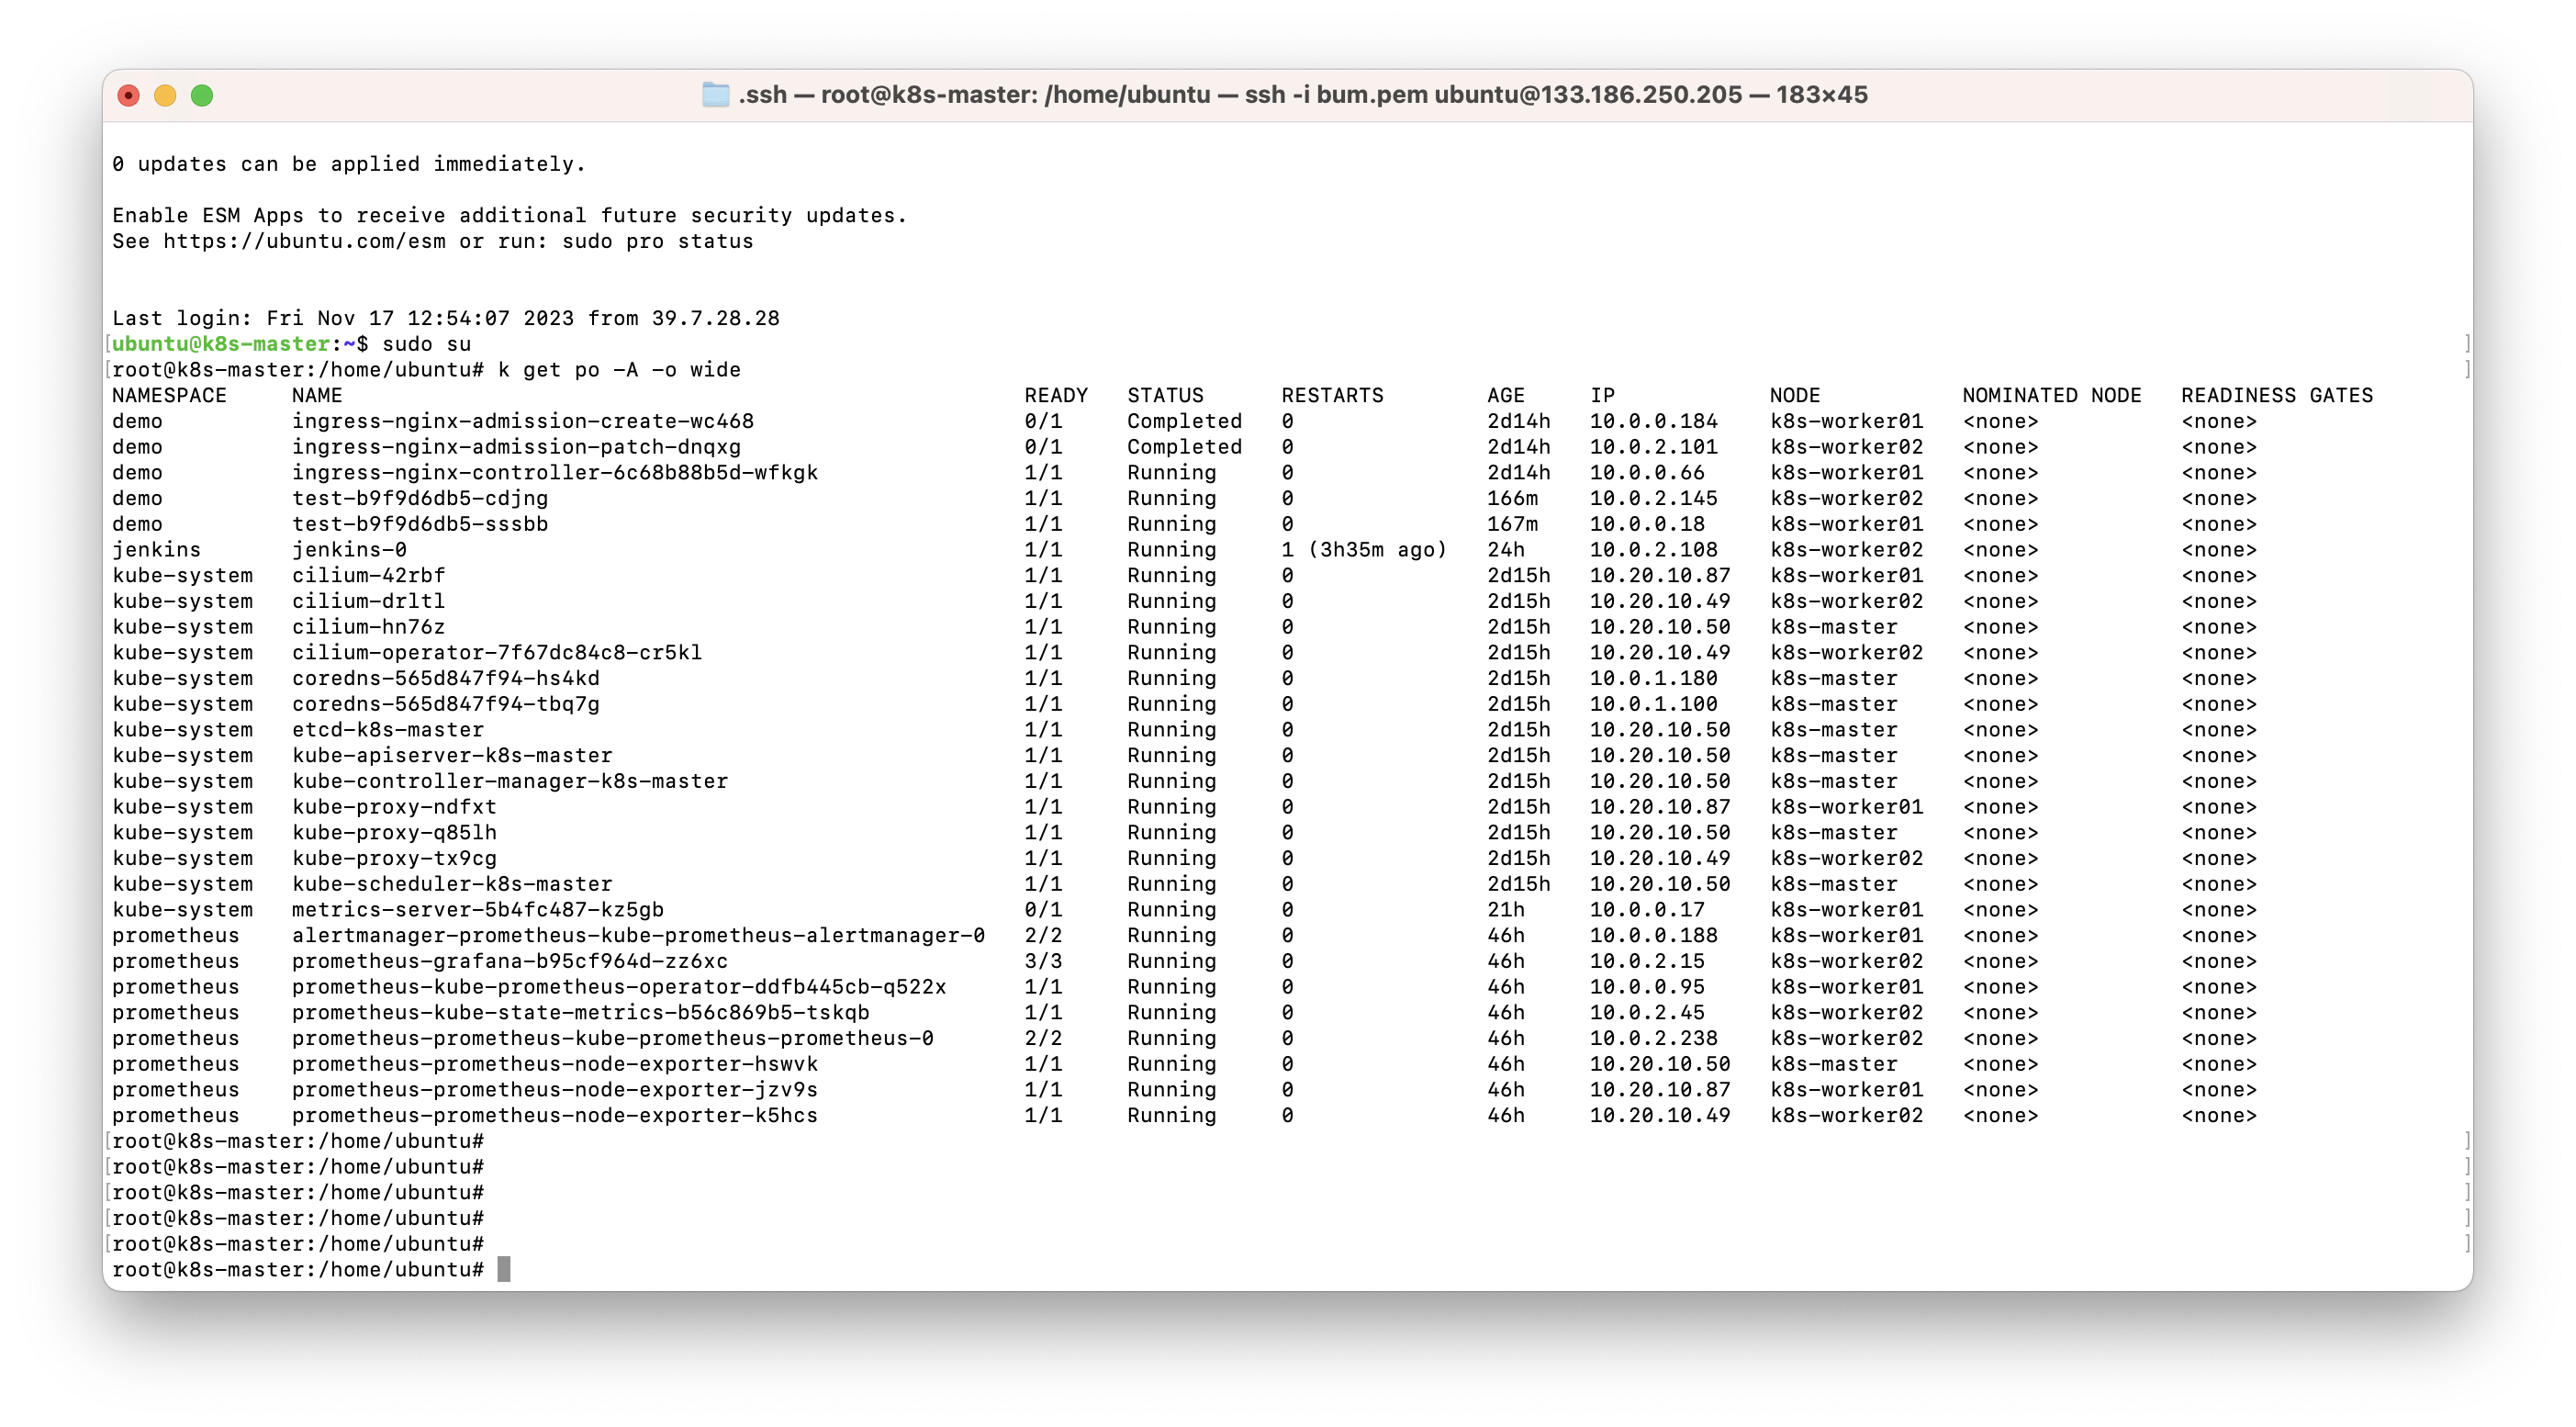 .ssh — root@k8s-master: /home/ubuntu — ssh -i bum.pem ubuntu@133.186.250.205 — 183×45
0 updates can be applied immediately.
Enable ESM Apps to receive additional future security updates.
See https://ubuntu.com/esm or run: sudo pro status
Last login: Fri Nov 17 12:54:07 2023 from 39.7.28.28
[ubuntu@k8s-master:~$ sudo su ]
[root@k8s-master:/home/ubuntu# k get po -A -o wide ]
NAMESPACE NAME READY STATUS RESTARTS AGE IP NODE NOMINATED NODE READINESS GATES
demo ingress-nginx-admission-create-wc468 0/1 Completed 0 2d14h 10.0.0.184 k8s-worker01 <none> <none>
demo ingress-nginx-admission-patch-dnqxg 0/1 Completed 0 2d14h 10.0.2.101 k8s-worker02 <none> <none>
demo ingress-nginx-controller-6c68b88b5d-wfkgk 1/1 Running 0 2d14h 10.0.0.66 k8s-worker01 <none> <none>
demo test-b9f9d6db5-cdjng 1/1 Running 0 166m 10.0.2.145 k8s-worker02 <none> <none>
demo test-b9f9d6db5-sssbb 1/1 Running 0 167m 10.0.0.18 k8s-worker01 <none> <none>
jenkins jenkins-0 1/1 Running 1 (3h35m ago) 24h 10.0.2.108 k8s-worker02 <none> <none>
kube-system cilium-42rbf 1/1 Running 0 2d15h 10.20.10.87 k8s-worker01 <none> <none>
kube-system cilium-drltl 1/1 Running 0 2d15h 10.20.10.49 k8s-worker02 <none> <none>
kube-system cilium-hn76z 1/1 Running 0 2d15h 10.20.10.50 k8s-master <none> <none>
kube-system cilium-operator-7f67dc84c8-cr5kl 1/1 Running 0 2d15h 10.20.10.49 k8s-worker02 <none> <none>
kube-system coredns-565d847f94-hs4kd 1/1 Running 0 2d15h 10.0.1.180 k8s-master <none> <none>
kube-system coredns-565d847f94-tbq7g 1/1 Running 0 2d15h 10.0.1.100 k8s-master <none> <none>
kube-system etcd-k8s-master 1/1 Running 0 2d15h 10.20.10.50 k8s-master <none> <none>
kube-system kube-apiserver-k8s-master 1/1 Running 0 2d15h 10.20.10.50 k8s-master <none> <none>
kube-system kube-controller-manager-k8s-master 1/1 Running 0 2d15h 10.20.10.50 k8s-master <none> <none>
kube-system kube-proxy-ndfxt 1/1 Running 0 2d15h 10.20.10.87 k8s-worker01 <none> <none>
kube-system kube-proxy-q85lh 1/1 Running 0 2d15h 10.20.10.50 k8s-master <none> <none>
kube-system kube-proxy-tx9cg 1/1 Running 0 2d15h 10.20.10.49 k8s-worker02 <none> <none>
kube-system kube-scheduler-k8s-master 1/1 Running 0 2d15h 10.20.10.50 k8s-master <none> <none>
kube-system metrics-server-5b4fc487-kz5gb 0/1 Running 0 21h 10.0.0.17 k8s-worker01 <none> <none>
prometheus alertmanager-prometheus-kube-prometheus-alertmanager-0 2/2 Running 0 46h 10.0.0.188 k8s-worker01 <none> <none>
prometheus prometheus-grafana-b95cf964d-zz6xc 3/3 Running 0 46h 10.0.2.15 k8s-worker02 <none> <none>
prometheus prometheus-kube-prometheus-operator-ddfb445cb-q522x 1/1 Running 0 46h 10.0.0.95 k8s-worker01 <none> <none>
prometheus prometheus-kube-state-metrics-b56c869b5-tskqb 1/1 Running 0 46h 10.0.2.45 k8s-worker02 <none> <none>
prometheus prometheus-prometheus-kube-prometheus-prometheus-0 2/2 Running 0 46h 10.0.2.238 k8s-worker02 <none> <none>
prometheus prometheus-prometheus-node-exporter-hswvk 1/1 Running 0 46h 10.20.10.50 k8s-master <none> <none>
prometheus prometheus-prometheus-node-exporter-jzv9s 1/1 Running 0 46h 10.20.10.87 k8s-worker01 <none> <none>
prometheus prometheus-prometheus-node-exporter-k5hcs 1/1 Running 0 46h 10.20.10.49 k8s-worker02 <none> <none>
[root@k8s-master:/home/ubuntu# ]
[root@k8s-master:/home/ubuntu# ]
[root@k8s-master:/home/ubuntu# ]
[root@k8s-master:/home/ubuntu# ]
[root@k8s-master:/home/ubuntu# ]
root@k8s-master:/home/ubuntu#